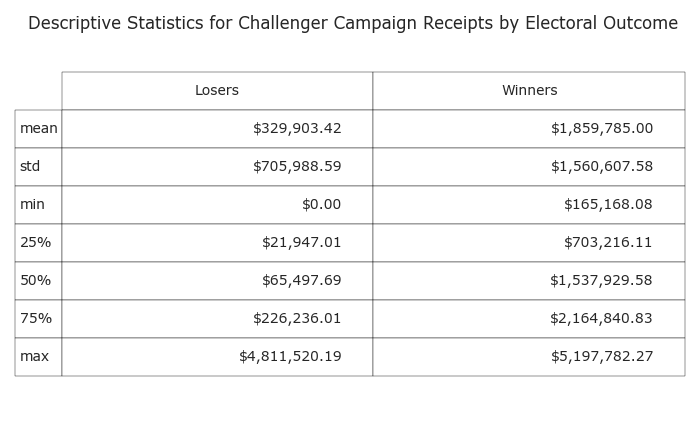 Descriptive Statistics for Challenger Campaign Receipts by Electoral Outcome
Losers Winners
mean $329,903.42 $1,859,785.00
std $705,988.59 $1,560,607.58
min $0.00 $165,168.08
25% $21,947.01 $703,216.11
50% $65,497.69 $1,537,929.58
75% $226,236.01 $2,164,840.83
max $4,811,520.19 $5,197,782.27